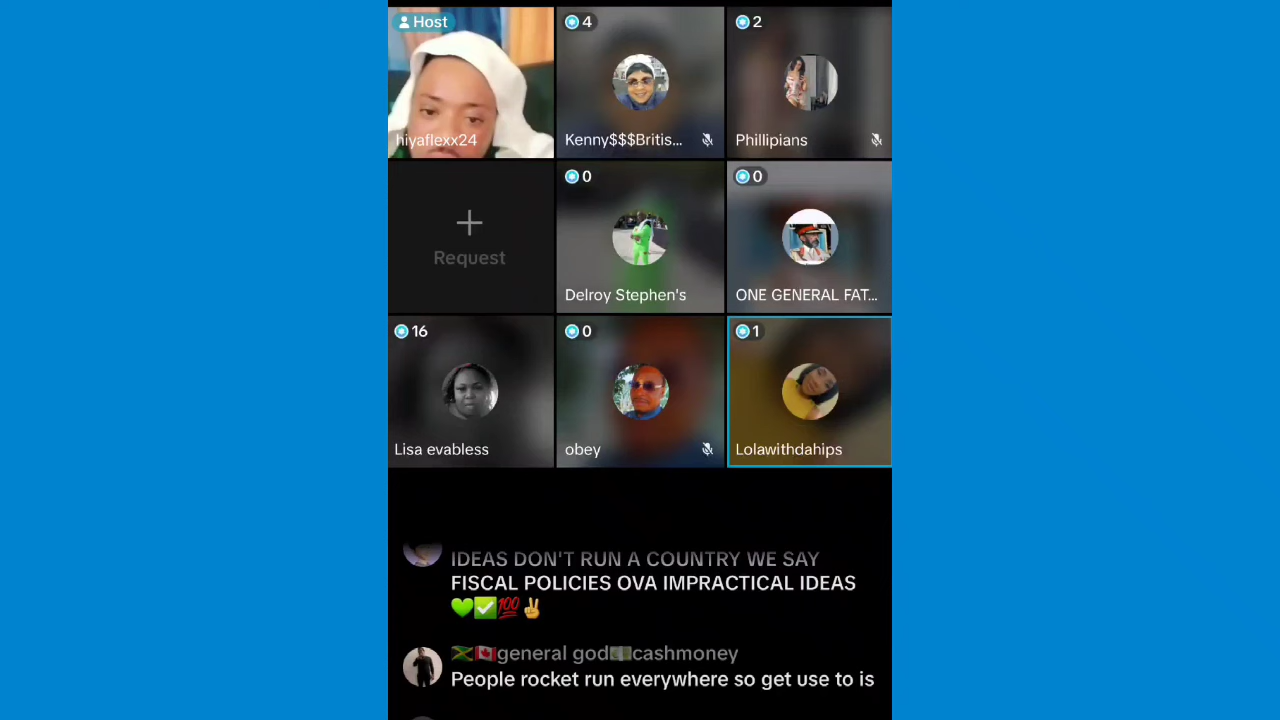 Host
4
2
hiyaflexx24
Kenny$$$Britis...
Phillipians
0
0
Request
Delroy Stephen's
ONE GENERAL FAT...
16
0
1
Lisa evabless
obey
Lolawithdahips
IDEAS DON'T RUN A COUNTRY WE SAY
FISCAL POLICIES OVA IMPRACTICAL IDEAS
💚✅💯✌️
🇯🇲🇨🇦general god💵cashmoney
People rocket run everywhere so get use to is